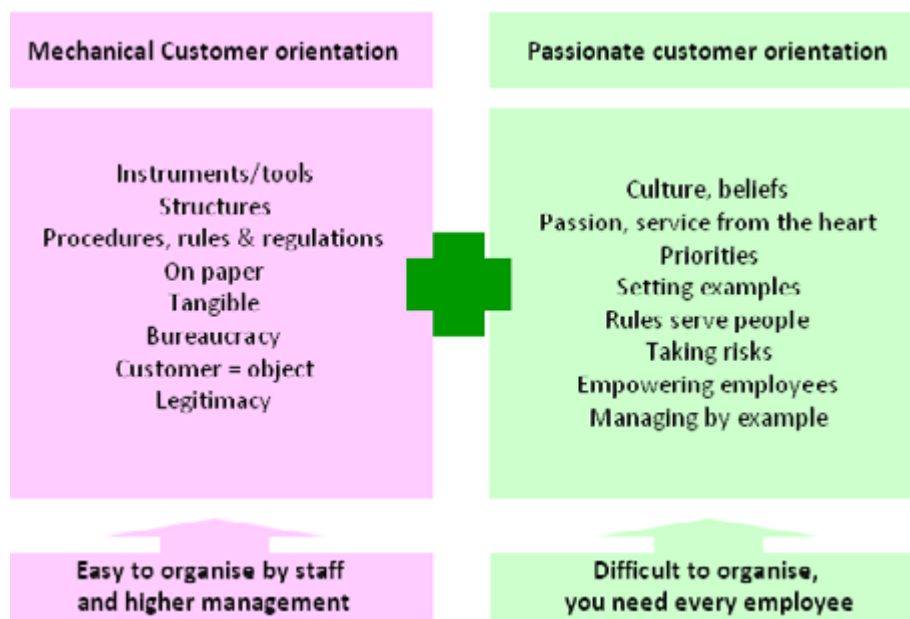 Mechanical Customer orientation
Instruments/tools
Structures
Procedures, rules & regulations
On paper
Tangible
Bureaucracy
Customer = object
Legitimacy
Easy to organise by staff
and higher management
Passionate customer orientation
Culture, beliefs
Passion, service from the heart
Priorities
Setting examples
Rules serve people
Taking risks
Empowering employees
Managing by example
Difficult to organise,
you need every employee